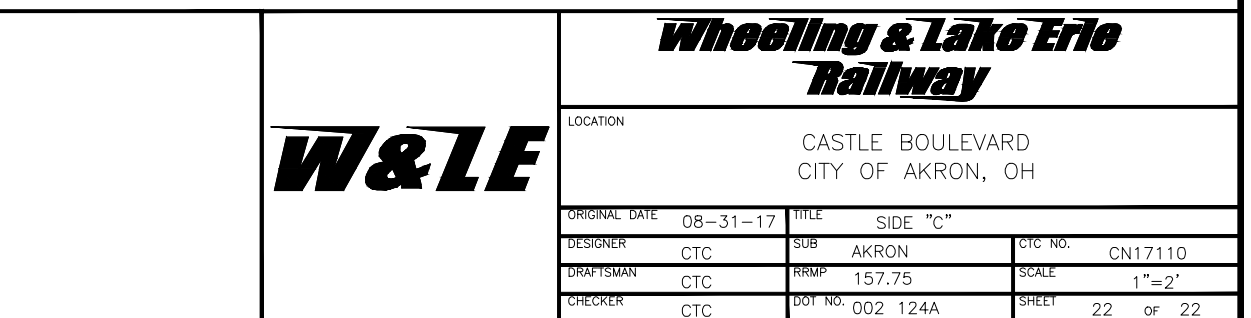 Wheeling & Lake Erie
Railway
W&LE
LOCATION
CASTLE BOULEVARD
CITY OF AKRON, OH
ORIGINAL DATE 08-31-17 TITLE SIDE "C"
DESIGNER CTC SUB AKRON CTC NO. CN17110
DRAFTSMAN CTC RRMP 157.75 SCALE 1"=2'
CHECKER CTC DOT NO. 002 124A SHEET 22 OF 22